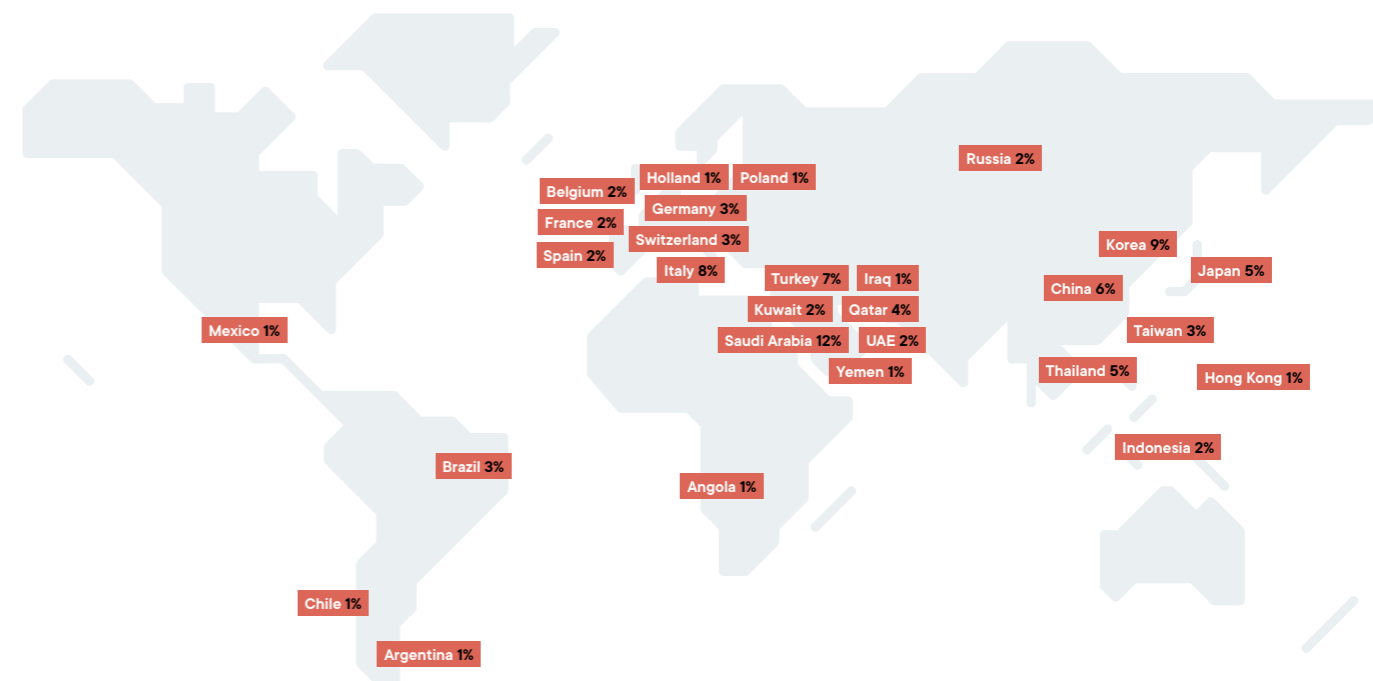 Russia 2%
Holland 1%
Poland 1%
Belgium 2%
Germany 3%
France 2%
Switzerland 3%
Korea 9%
Spain 2%
Italy 8%
Japan 5%
Turkey 7%
Iraq 1%
China 6%
Kuwait 2%
Qatar 4%
Mexico 1%
Taiwan 3%
Saudi Arabia 12%
UAE 2%
Yemen 1%
Thailand 5%
Hong Kong 1%
Indonesia 2%
Brazil 3%
Angola 1%
Chile 1%
Argentina 1%